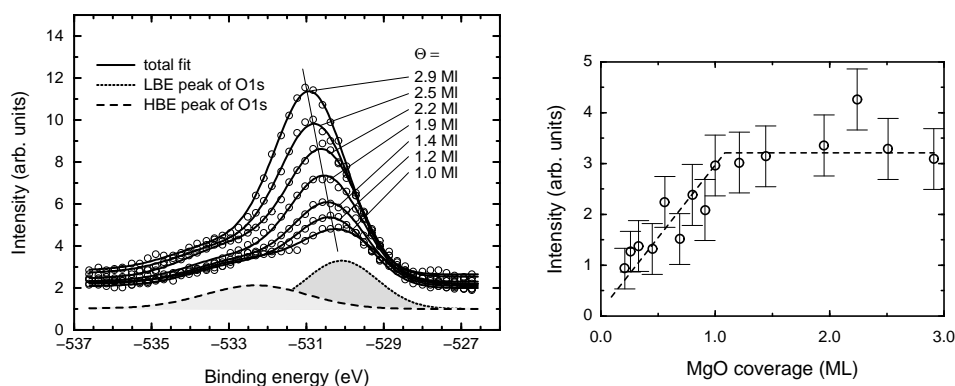 14
12
10
8
6
4
2
0
Intensity (arb. units)
total fit
LBE peak of O1s
HBE peak of O1s
Θ =
2.9 Ml
2.5 Ml
2.2 Ml
1.9 Ml
1.4 Ml
1.2 Ml
1.0 Ml
−537 −535 −533 −531 −529 −527
Binding energy (eV)
5
4
3
2
1
0
Intensity (arb. units)
0.0 1.0 2.0 3.0
MgO coverage (ML)